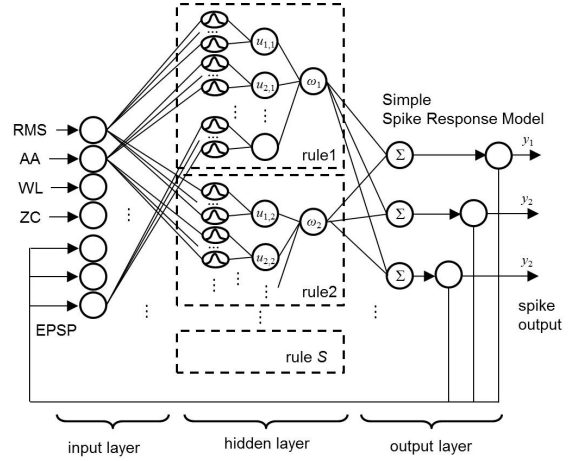 RMS
AA
WL
ZC
EPSP
u1,1
u2,1
ω1
rule1
u1,2
u2,2
ω2
rule2
rule S
Simple
Spike Response Model
Σ
Σ
Σ
y1
y2
y2
spike
output
input layer
hidden layer
output layer